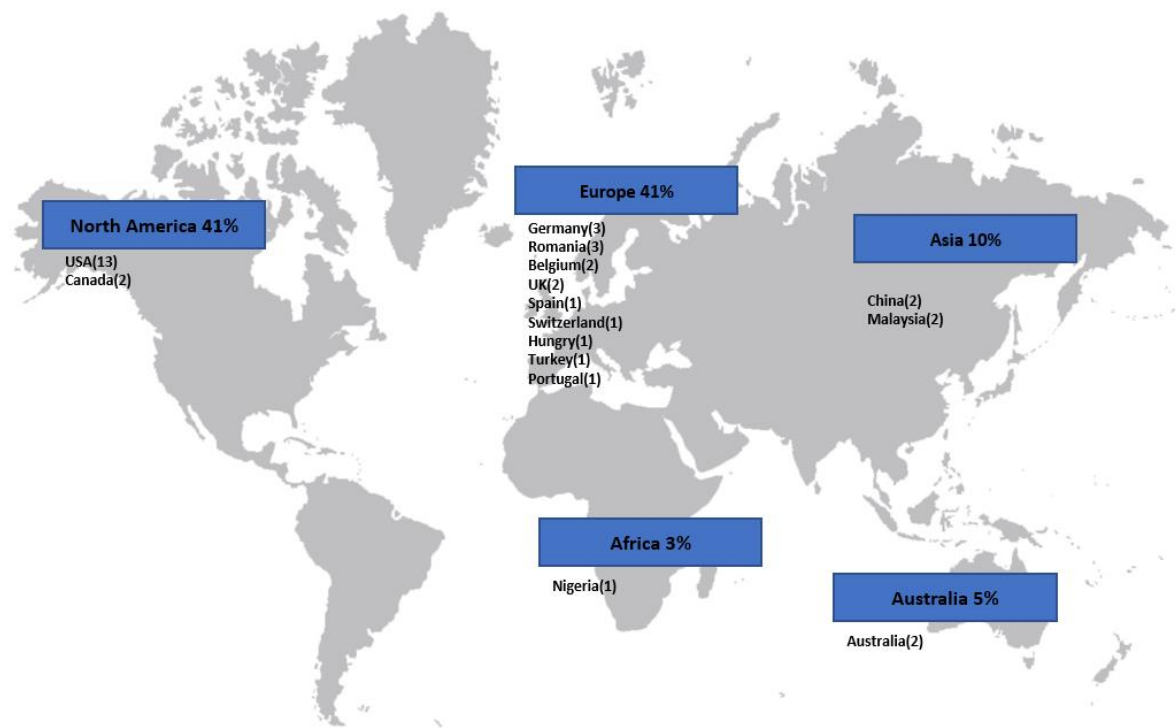 North America 41%
USA(13)
Canada(2)
Europe 41%
Germany(3)
Romania(3)
Belgium(2)
UK(2)
Spain(1)
Switzerland(1)
Hungry(1)
Turkey(1)
Portugal(1)
Asia 10%
China(2)
Malaysia(2)
Africa 3%
Nigeria(1)
Australia 5%
Australia(2)